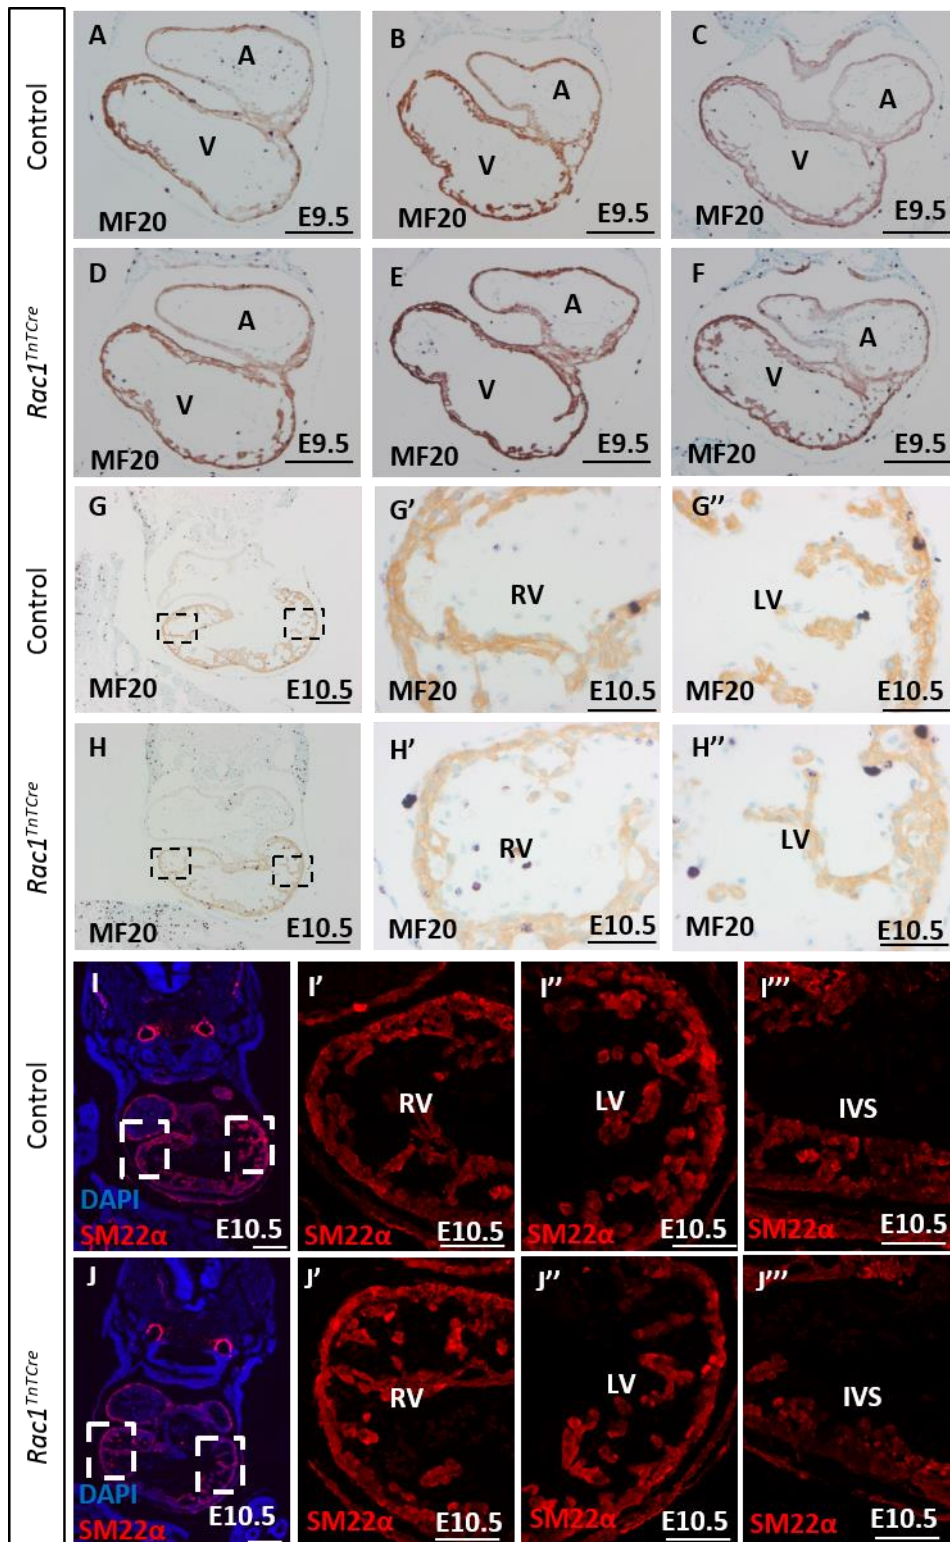 Control
A
A
V
MF20
E9.5
B
A
V
MF20
E9.5
C
A
V
MF20
E9.5
Rac1TnTCre
D
A
V
MF20
E9.5
E
A
V
MF20
E9.5
F
A
V
MF20
E9.5
Control
G
MF20
E10.5
G'
RV
MF20
G''
LV
MF20
E10.5
Rac1TnTCre
H
MF20
E10.5
H'
RV
MF20
E10.5
H''
LV
MF20
E10.5
Control
I
DAPI
SM22α
E10.5
I'
RV
SM22α
E10.5
I''
LV
SM22α
E10.5
I'''
IVS
SM22α
E10.5
Rac1TnTCre
J
DAPI
SM22α
E10.5
J'
RV
SM22α
E10.5
J''
LV
SM22α
E10.5
J'''
IVS
SM22α
E10.5